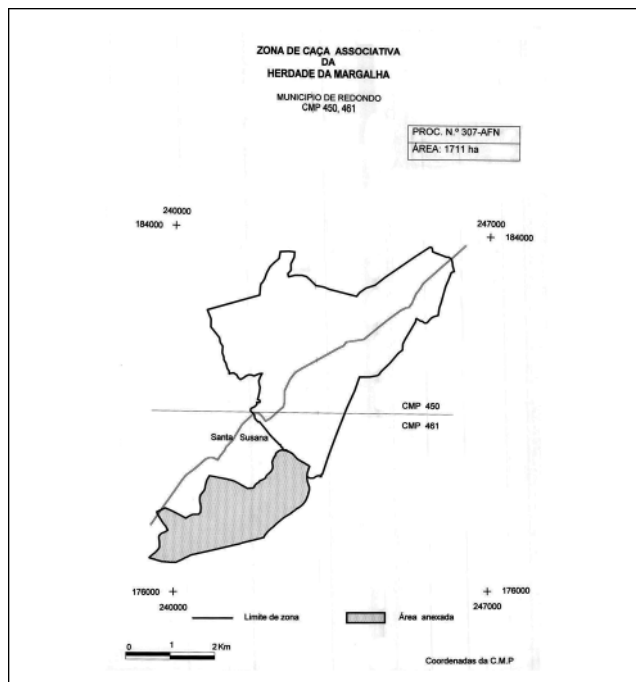 ZONA DE CAÇA ASSOCIATIVA
DA
HERDADE DA MARGALHA
MUNICIPIO DE REDONDO
CMP 450, 461
PROC. N.º 307-AFN
ÁREA: 1711 ha
240000
184000
247000
184000
CMP 450
CMP 461
Santa Susana
176000
240000
176000
247000
Limite de zona
Área anexada
0 1 2 Km
Coordenadas da C.M.P